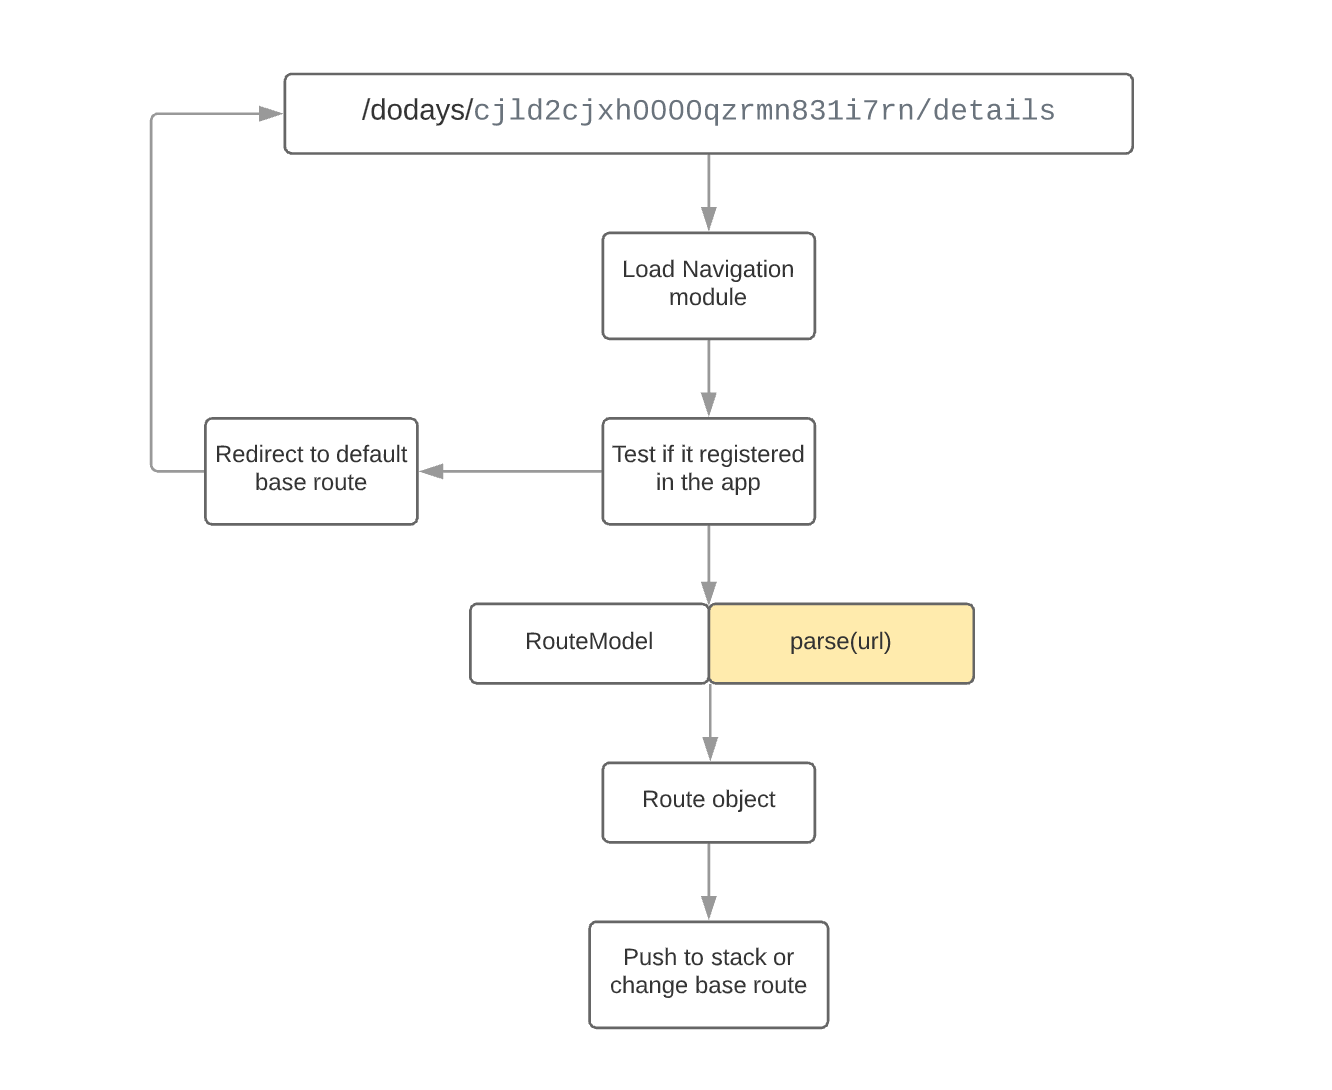 /dodays/cjld2cjxh0000qzrmn831i7rn/details
Load Navigation
module
Redirect to default
base route
Test if it registered
in the app
RouteModel
parse(url)
Route object
Push to stack or
change base route